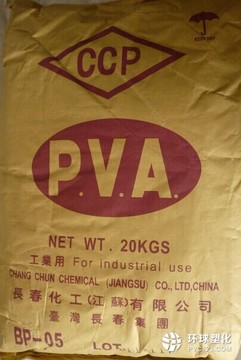 CCP
P.V.A.
NET WT. 20KGS
工業用 For industrial use
CHANG CHUN CHEMICAL (JIANGSU) CO.,LTD,CHINA
長春化工(江蘇)有限公司
臺灣長春集團
BP-05 LOT
环球塑化